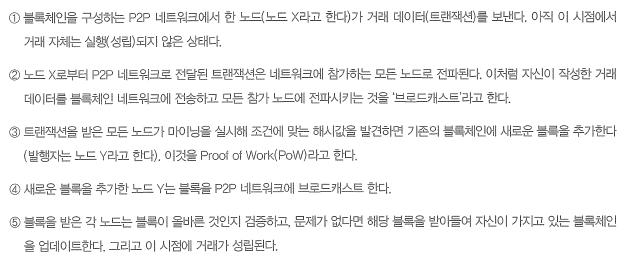 ① 블록체인을 구성하는 P2P 네트워크에서 한 노드(노드 X라고 한다)가 거래 데이터(트랜잭션)를 보낸다. 아직 이 시점에서
거래 자체는 실행(성립)되지 않은 상태다.
② 노드 X로부터 P2P 네트워크로 전달된 트랜잭션은 네트워크에 참가하는 모든 노드로 전파된다. 이처럼 자신이 작성한 거래
데이터를 블록체인 네트워크에 전송하고 모든 참가 노드에 전파시키는 것을 '브로드캐스트'라고 한다.
③ 트랜잭션을 받은 모든 노드가 마이닝을 실시해 조건에 맞는 해시값을 발견하면 기존의 블록체인에 새로운 블록을 추가한다
(발행자는 노드 Y라고 한다). 이것을 Proof of Work(PoW)라고 한다.
④ 새로운 블록을 추가한 노드 Y는 블록을 P2P 네트워크에 브로드캐스트 한다.
⑤ 블록을 받은 각 노드는 블록이 올바른 것인지 검증하고, 문제가 없다면 해당 블록을 받아들여 자신이 가지고 있는 블록체인
을 업데이트한다. 그리고 이 시점에 거래가 성립된다.